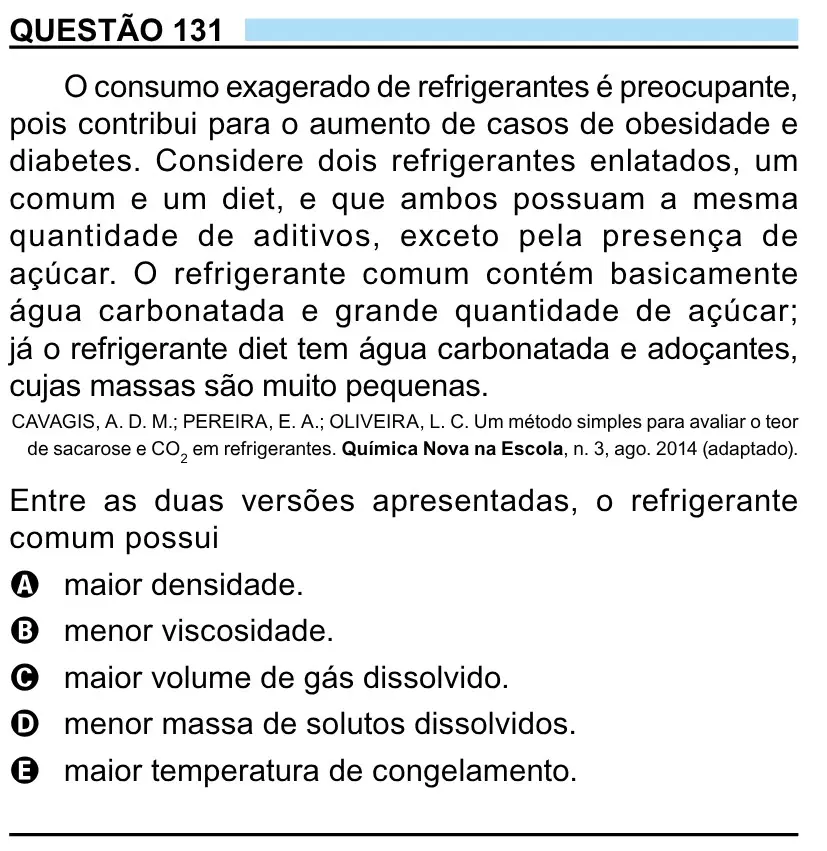 QUESTÃO 131
O consumo exagerado de refrigerantes é preocupante,
pois contribui para o aumento de casos de obesidade e
diabetes. Considere dois refrigerantes enlatados, um
comum e um diet, e que ambos possuam a mesma
quantidade de aditivos, exceto pela presença de
açúcar. O refrigerante comum contém basicamente
água carbonatada e grande quantidade de açúcar;
já o refrigerante diet tem água carbonatada e adoçantes,
cujas massas são muito pequenas.
CAVAGIS, A. D. M.; PEREIRA, E. A.; OLIVEIRA, L. C. Um método simples para avaliar o teor
de sacarose e CO₂ em refrigerantes. Química Nova na Escola, n. 3, ago. 2014 (adaptado).
Entre as duas versões apresentadas, o refrigerante
comum possui
A maior densidade.
B menor viscosidade.
C maior volume de gás dissolvido.
D menor massa de solutos dissolvidos.
E maior temperatura de congelamento.